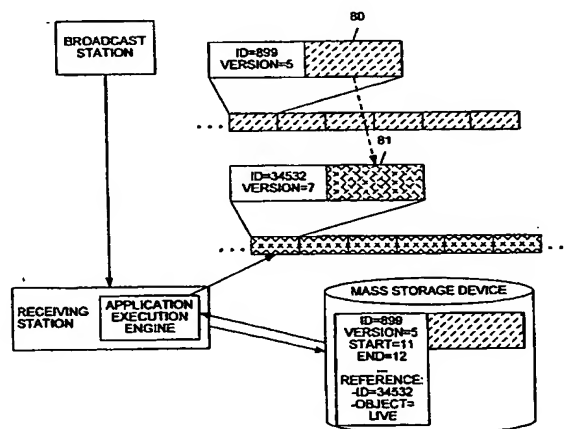 80
BROADCAST
STATION
ID=899
VERSION=5
...
81
ID=34532
VERSION=7
... ...
RECEIVING
STATION
APPLICATION
EXECUTION
ENGINE
MASS STORAGE DEVICE
ID=899
VERSION=5
START=11
END=12
...
REFERENCE:
-ID=34532
-OBJECT=
LIVE